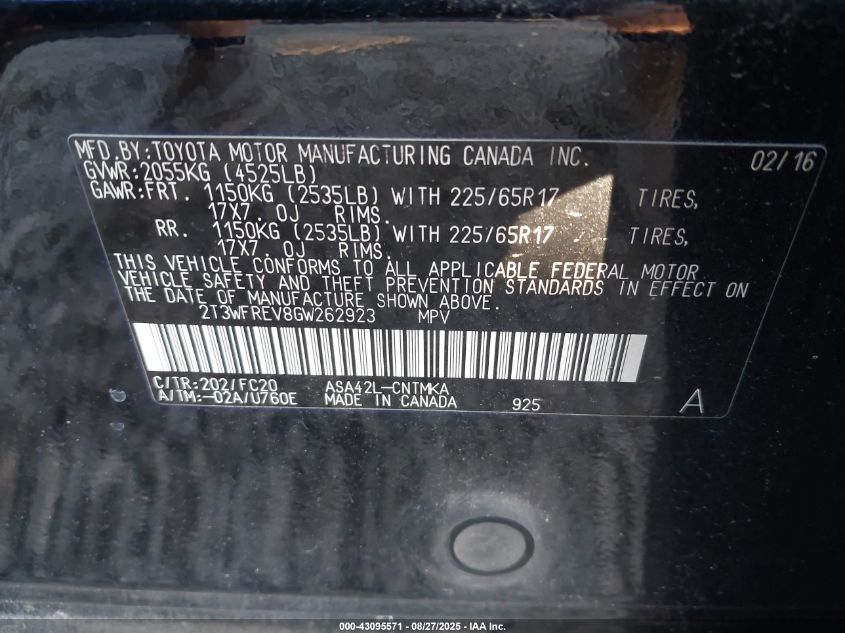 MFD.BY:TOYOTA MOTOR MANUFACTURING CANADA INC. 02/16
GVWR:2055KG (4525LB)
GAWR:FRT. 1150KG (2535LB) WITH 225/65R17 TIRES,
17X7. 0J RIMS.
RR. 1150KG (2535LB) WITH 225/65R17 TIRES,
17X7 0J RIMS.
THIS VEHICLE CONFORMS TO ALL APPLICABLE FEDERAL MOTOR
VEHICLE SAFETY AND THEFT PREVENTION STANDARDS IN EFFECT ON
THE DATE OF MANUFACTURE SHOWN ABOVE.
2T3WFREV8GW262923 MPV
C/TR:202/FC20 ASA42L-CNTMKA
A/TM:-02A/U760E MADE IN CANADA 925 A
000-43095571 - 08/27/2025 - IAA Inc.